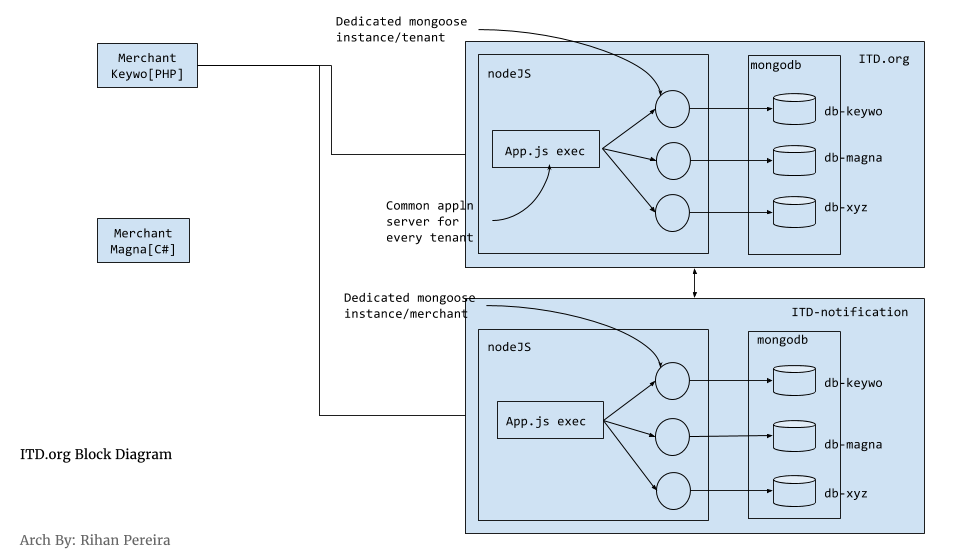 Dedicated mongoose
instance/tenant
Merchant
Keywo[PHP]
ITD.org
nodeJS
mongodb
db-keywo
App.js exec
db-magna
Common appln
server for
every tenant
db-xyz
Merchant
Magna[C#]
Dedicated mongoose
instance/merchant
ITD-notification
nodeJS
mongodb
db-keywo
App.js exec
db-magna
db-xyz
ITD.org Block Diagram
Arch By: Rihan Pereira